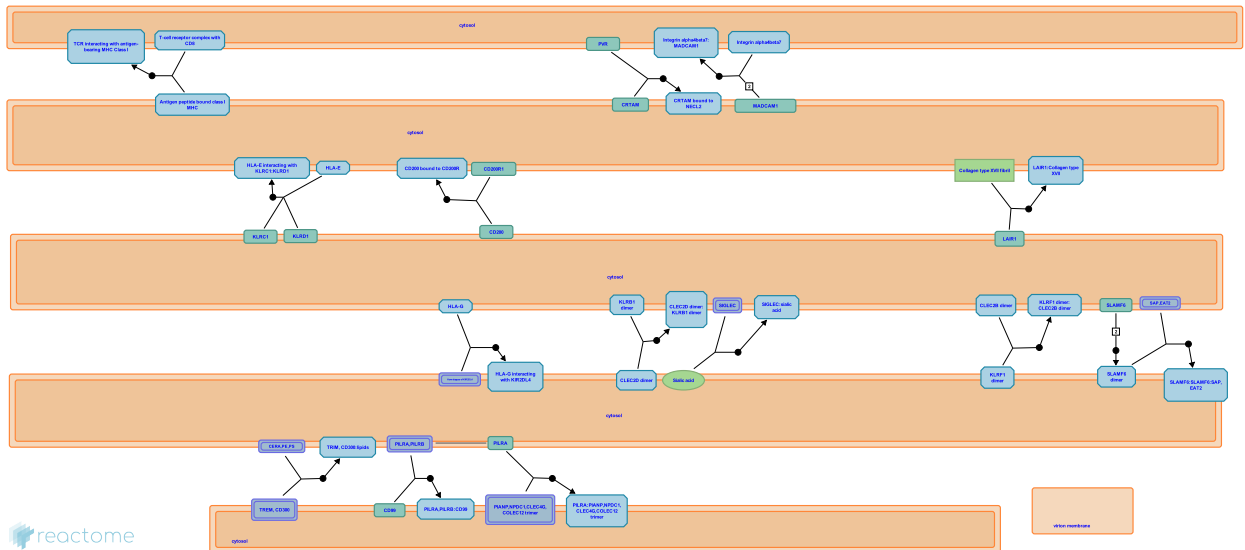 cytosol
TCR interacting with antigen-
bearing MHC Class I
T-cell receptor complex with
CD8
Antigen peptide bound class I
MHC
PVR
Integrin alpha4beta7:
MADCAM1
Integrin alpha4beta7
2
CRTAM
CRTAM bound to
NECL2
MADCAM1
cytosol
HLA-E interacting with
KLRC1:KLRD1
HLA-E
CD200 bound to CD200R
CD200R1
Collagen type XVII fibril
LAIR1:Collagen type
XVII
KLRC1
KLRD1
CD200
LAIR1
cytosol
HLA-G
KLRB1
dimer
CLEC2D dimer:
KLRB1 dimer
SIGLEC
SIGLEC:sialic
acid
CLEC2B dimer
KLRF1 dimer:
CLEC2B dimer
SLAMF6
SAP,EAT2
2
HLA-G interacting
with KIR2DL4
CLEC2D dimer
Sialic acid
KLRF1
dimer
SLAMF6
dimer
SLAMF6:SLAMF6:SAP,
EAT2
cytosol
CERA,PE,PS
TRIM, CD300 lipids
PILRA,PILRB
PILRA
TREM, CD300
CD99
PILRA,PILRB:CD99
PIANP,NPDC1,CLEC4G,
COLEC12 trimer
PILRA:PIANP,NPDC1,
CLEC4G,COLEC12
trimer
virion membrane
cytosol
reactome